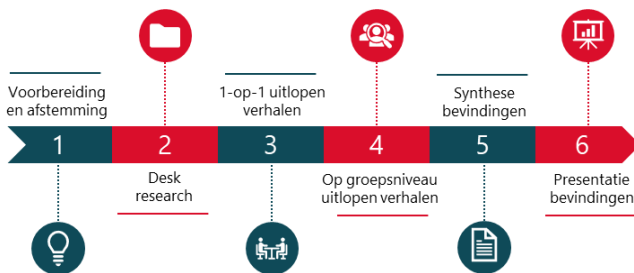 Voorbereiding
en afstemming
1
2
Desk
research
1-op-1 uitlopen
verhalen
3
4
Op groepsniveau
uitlopen verhalen
Synthese
bevindingen
5
6
Presentatie
bevindingen